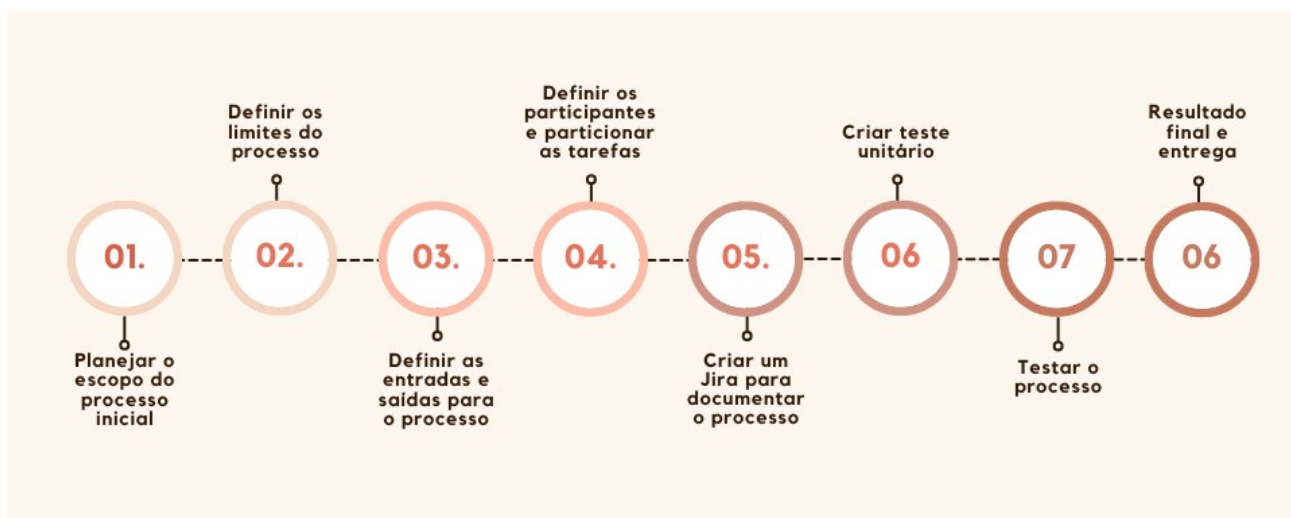 01.
Planejar o
escopo do
processo
inicial
Definir os
limites do
processo
02.
03.
Definir as
entradas e
saídas para
o processo
Definir os
participantes
e particionar
as tarefas
04.
05.
Criar um
Jira para
documentar
o processo
Criar teste
unitário
06
07
Testar o
processo
Resultado
final e
entrega
06